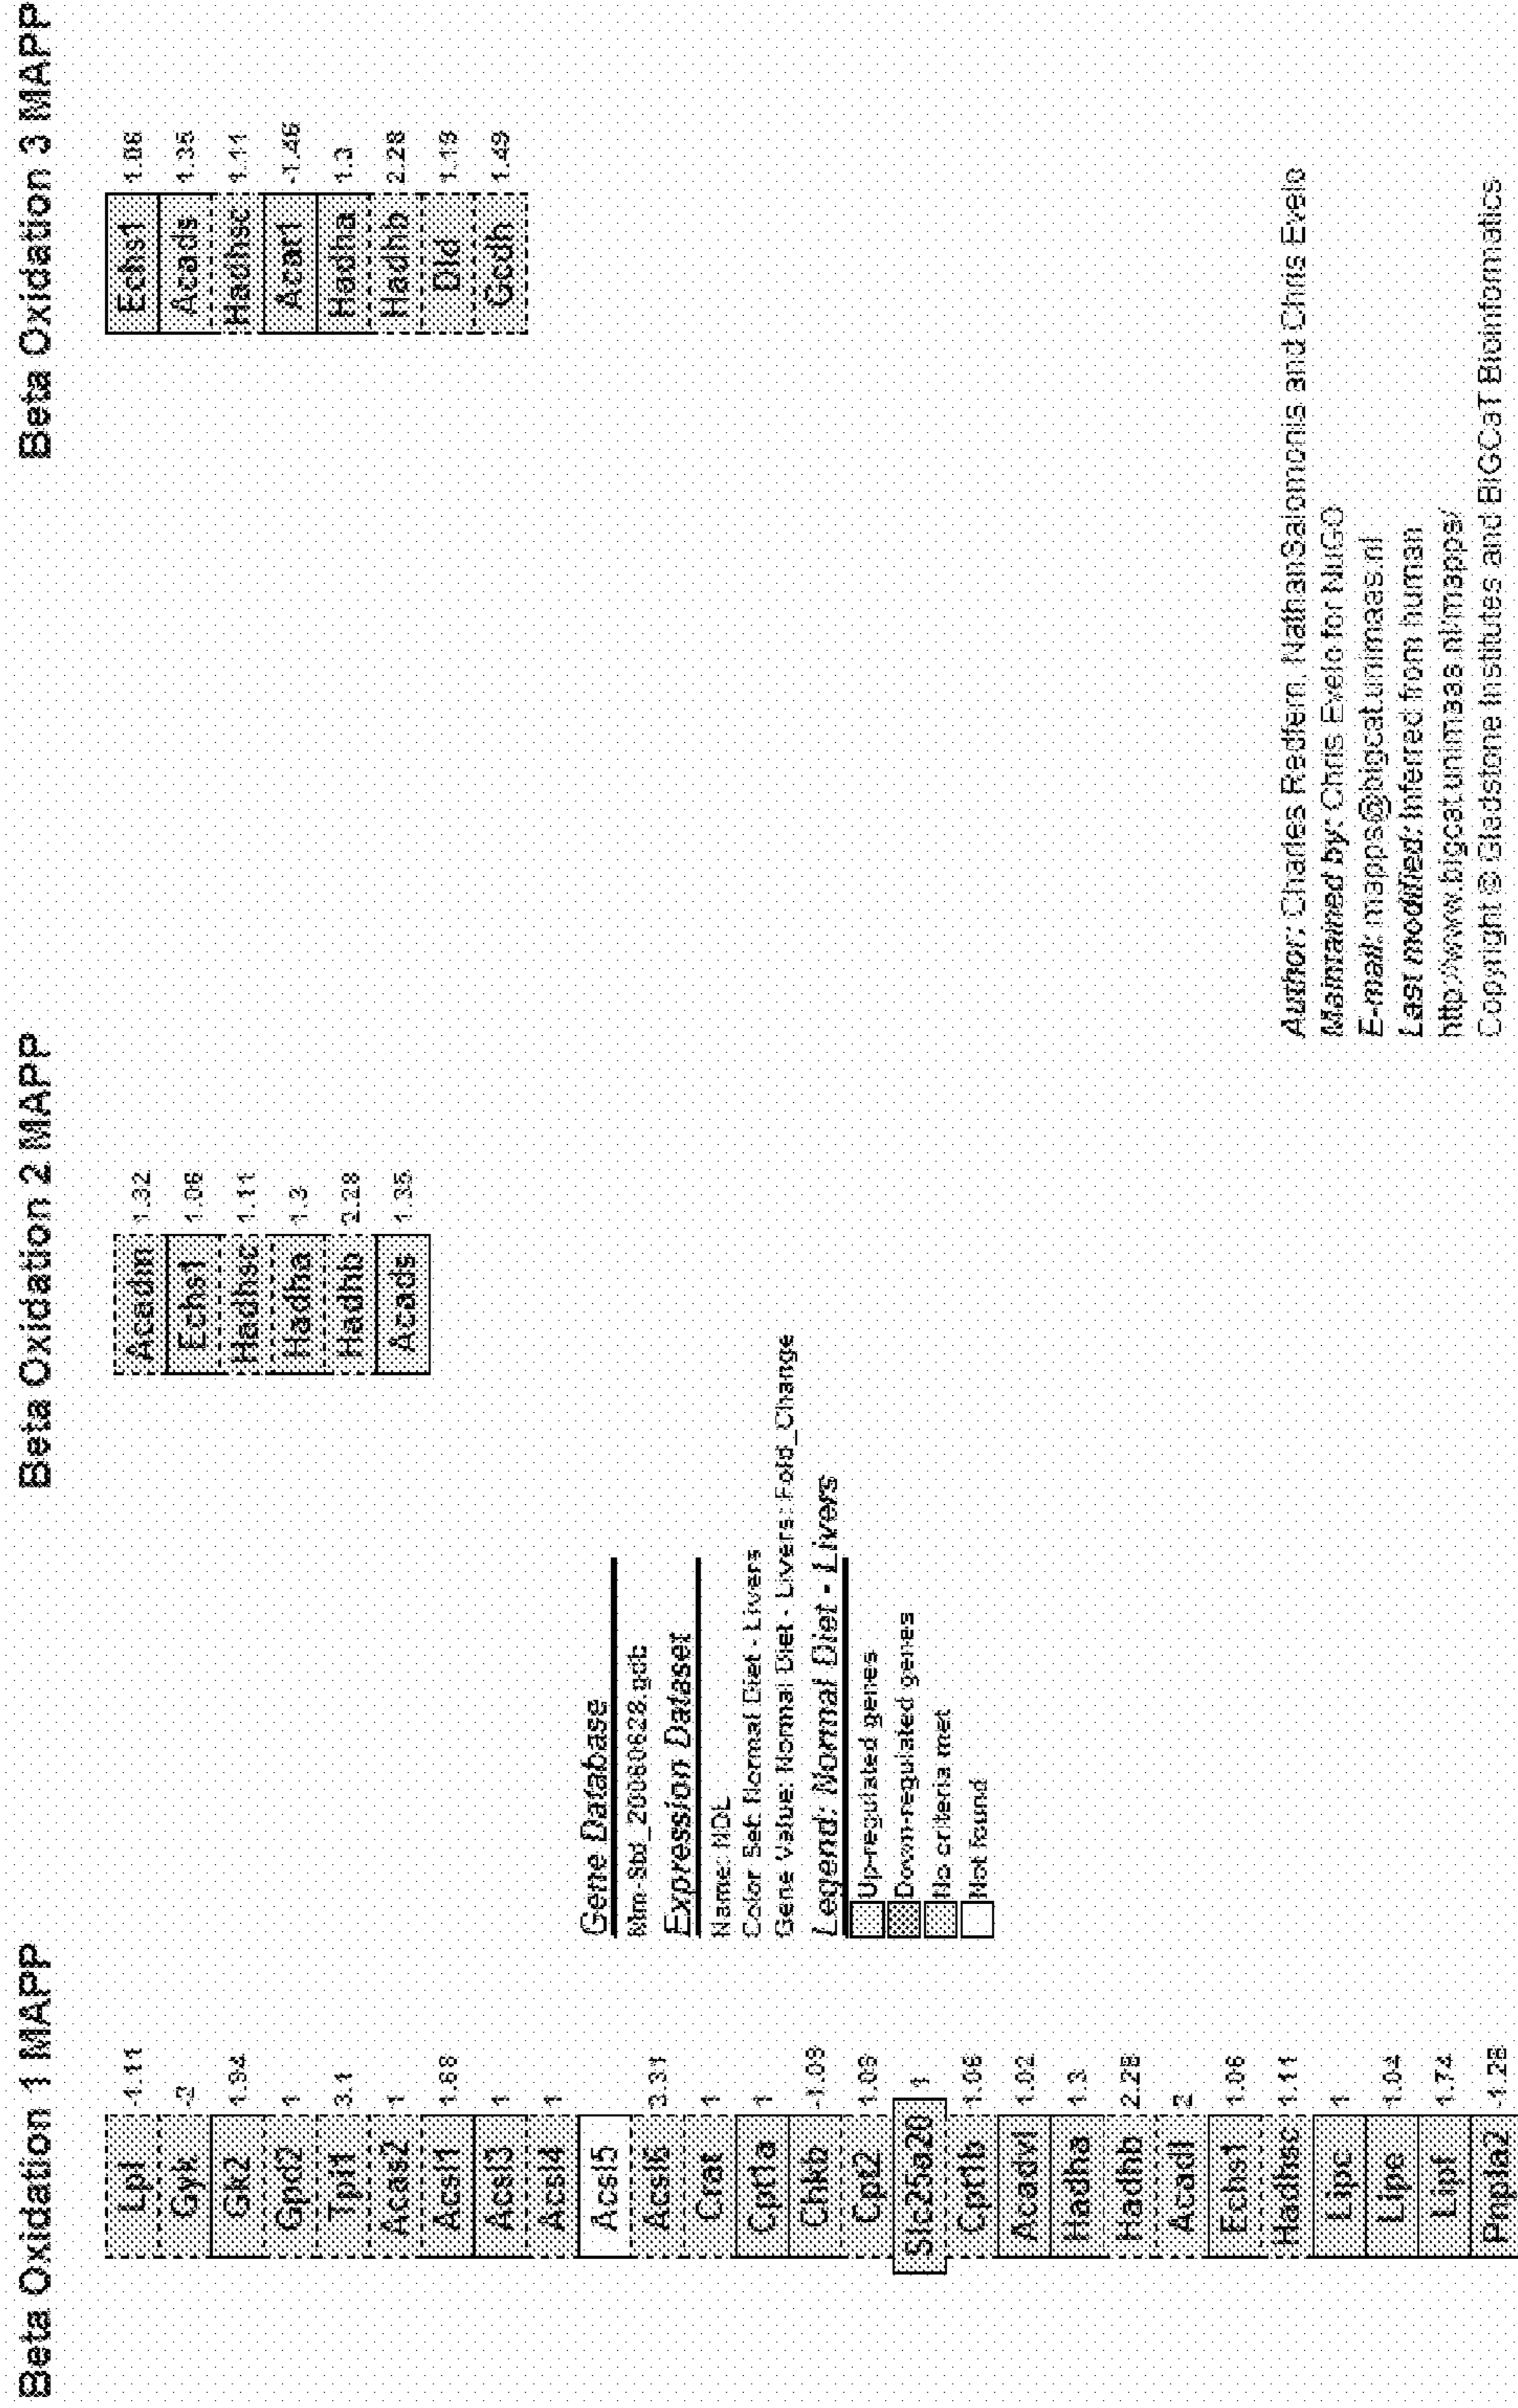 Beta Oxidation 1 MAPP
Lpl -1.11
Gyk -2
Gk2 1.94
Gpd2 1
Tpi1 3.1
Acas2 1
Acsl1 1.68
Acsl3 1
Acsl4 1
Acsl5
Acsl6 3.31
Crat 1
Cpt1a 1
Chkb -1.09
Cpt2 1.09
Slc25a20 1
Cpt1b 1.06
Acadvl 1.02
Hadha 1.3
Hadhb 2.28
Acadl 2
Echs1 1.06
Hadhsc 1.11
Lipc 1
Lipe 1.04
Lipf 1.74
Pnpla2 -1.28
Beta Oxidation 2 MAPP
Acadm 1.32
Echs1 1.06
Hadhsc 1.11
Hadha 1.3
Hadhb 2.28
Acads 1.35
Gene Database
Mm-Std_20060628.gdb
Expression Dataset
Name: NDL
Color Set: Normal Diet - Livers
Gene Value: Normal Diet - Livers: Fold_Change
Legend: Normal Diet - Livers
Up-regulated genes
Down-regulated genes
No criteria met
Not found
Beta Oxidation 3 MAPP
Echs1 1.06
Acads 1.35
Hadhsc 1.11
Acat1 -1.46
Hadha 1.3
Hadhb 2.28
Dld 1.19
Gcdh 1.49
Author: Charles Redfern, NathanSalomonis and Chris Evelo
Maintained by: Chris Evelo for NuGO
E-mail: mapps@bigcat.unimaas.nl
Last modified: Inferred from human
http://www.bigcat.unimaas.nl/mapps/
Copyright © Gladstone Institutes and BiGCaT Bioinformatics